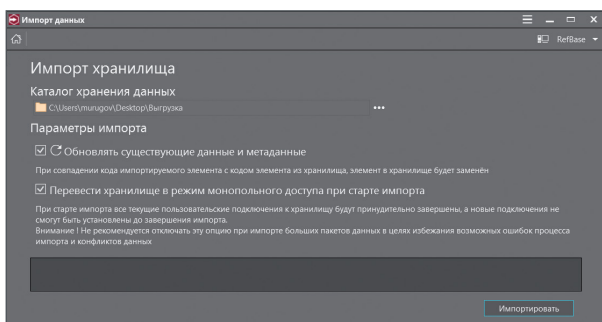 Импорт данных
RefBase
Импорт хранилища
Каталог хранения данных
C:\Users\murugov\Desktop\Выгрузка
Параметры импорта
Обновлять существующие данные и метаданные
При совпадении кода импортируемого элемента с кодом элемента из хранилища, элемент в хранилище будет заменён
Перевести хранилище в режим монопольного доступа при старте импорта
При старте импорта все текущие пользовательские подключения к хранилищу будут принудительно завершены, а новые подключения не
смогут быть установлены до завершения импорта.
Внимание ! Не рекомендуется отключать эту опцию при импорте больших пакетов данных в целях избежания возможных ошибок процесса
импорта и конфликтов данных
Импортировать